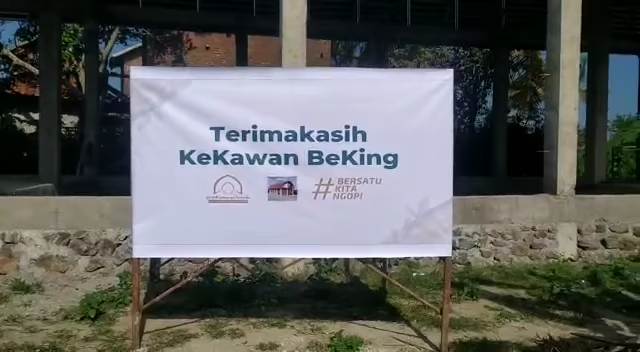 Terimakasih
KeKawan BeKing
#BERSATU
KITA
NGOPI